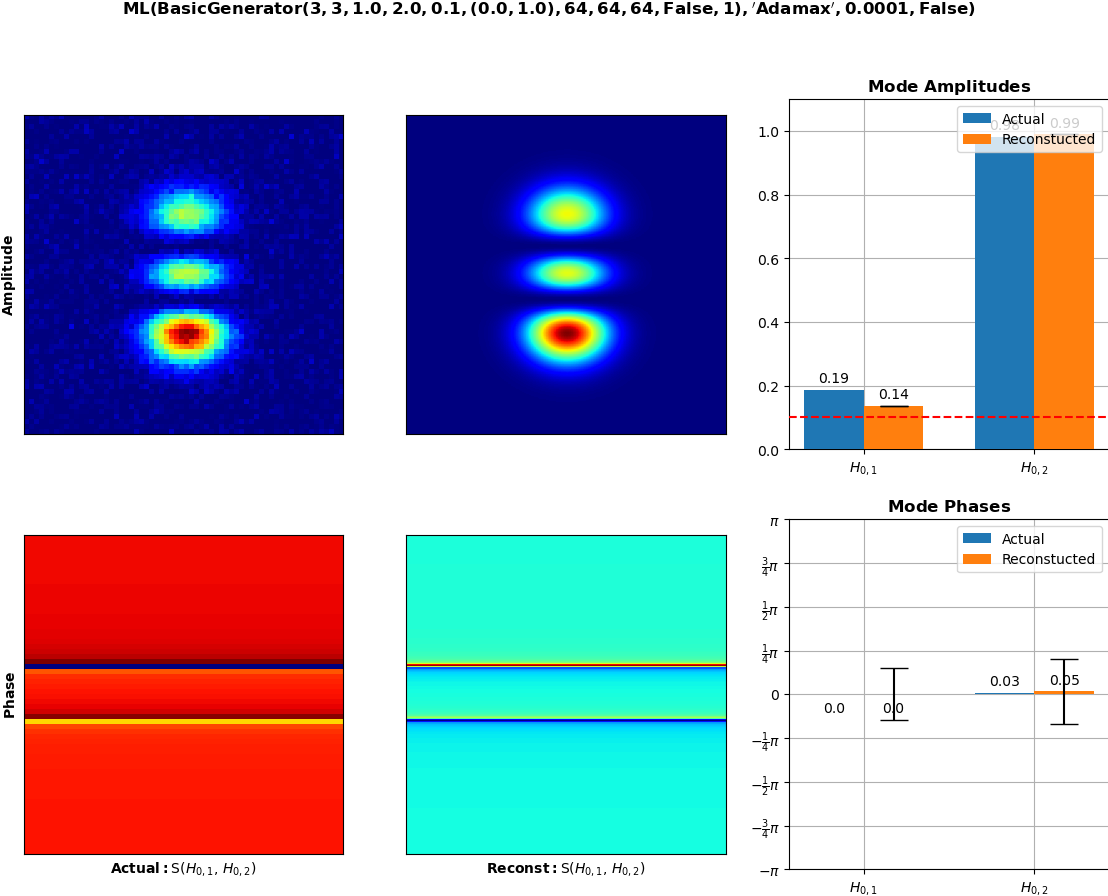 ML(BasicGenerator(3, 3, 1.0, 2.0, 0.1, (0.0, 1.0), 64, 64, 64, False, 1), ′Adamax′, 0.0001, False)
Amplitude
Mode Amplitudes
Actual
Reconstucted
0.98
0.99
0.19
0.14
1.0
0.8
0.6
0.4
0.2
0.0
H0, 1
H0, 2
Phase
Actual: S(H0, 1, H0, 2)
Reconst: S(H0, 1, H0, 2)
Mode Phases
Actual
Reconstucted
π
3/4π
1/2π
1/4π
0
−1/4π
−1/2π
−3/4π
−π
0.0
0.0
0.03
0.05
H0, 1
H0, 2